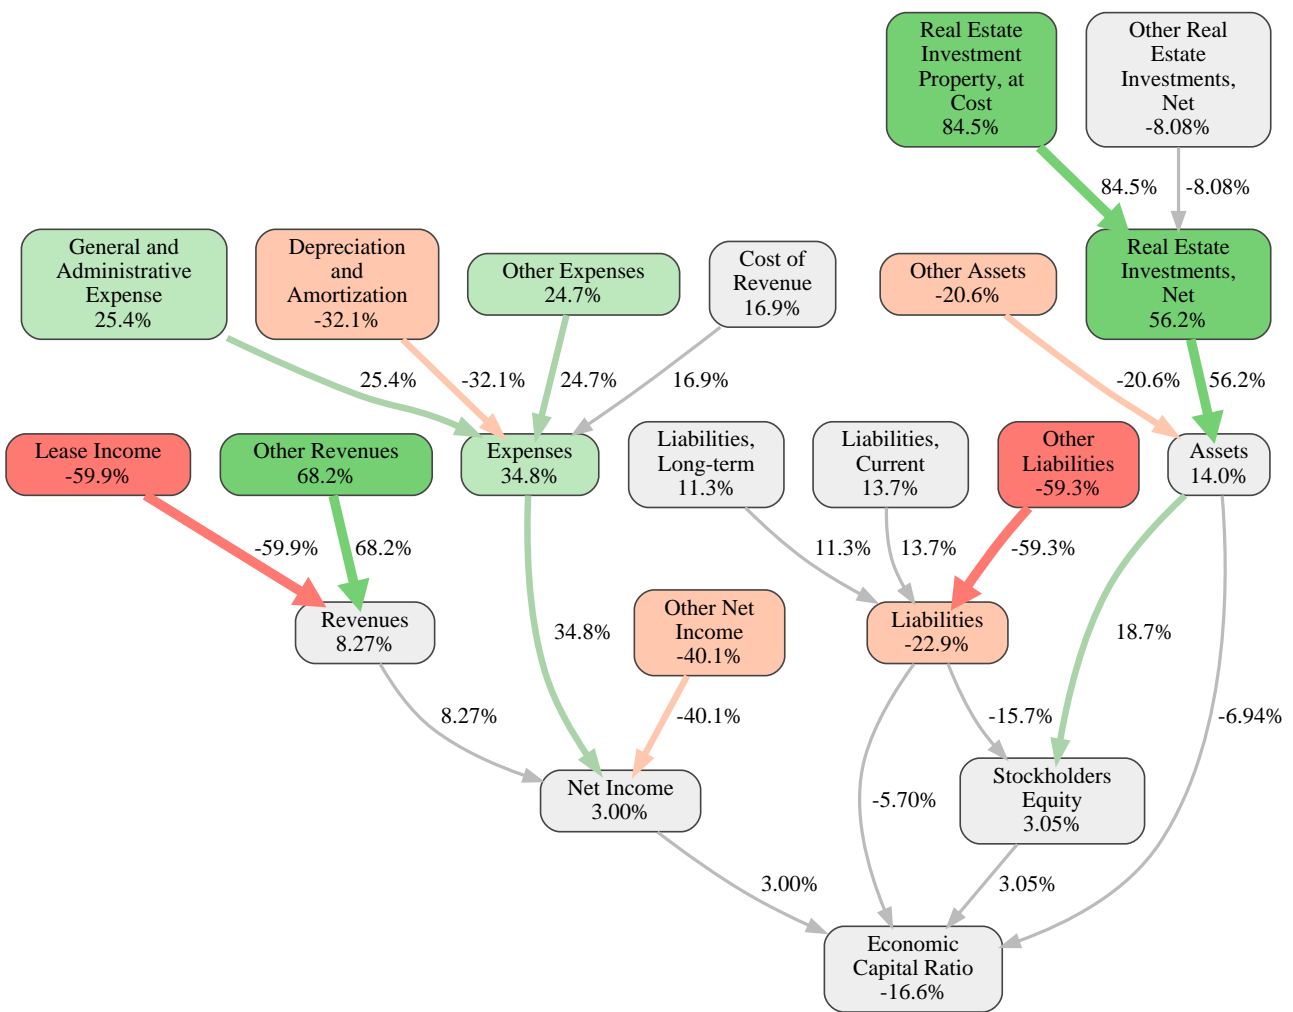 Real Estate
Investment
Property, at
Cost
84.5%
Other Real
Estate
Investments,
Net
-8.08%
84.5%
-8.08%
General and
Administrative
Expense
25.4%
Depreciation
and
Amortization
-32.1%
Other Expenses
24.7%
Cost of
Revenue
16.9%
Other Assets
-20.6%
Real Estate
Investments,
Net
56.2%
25.4%
-32.1%
24.7%
16.9%
-20.6%
56.2%
Lease Income
-59.9%
Other Revenues
68.2%
Expenses
34.8%
Liabilities,
Long-term
11.3%
Liabilities,
Current
13.7%
Other
Liabilities
-59.3%
Assets
14.0%
-59.9%
68.2%
11.3%
13.7%
-59.3%
Revenues
8.27%
34.8%
Other Net
Income
-40.1%
Liabilities
-22.9%
18.7%
8.27%
-40.1%
-15.7%
-6.94%
Net Income
3.00%
-5.70%
Stockholders
Equity
3.05%
3.00%
3.05%
Economic
Capital Ratio
-16.6%